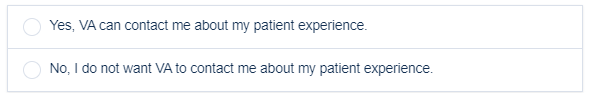 Yes, VA can contact me about my patient experience.
No, I do not want VA to contact me about my patient experience.